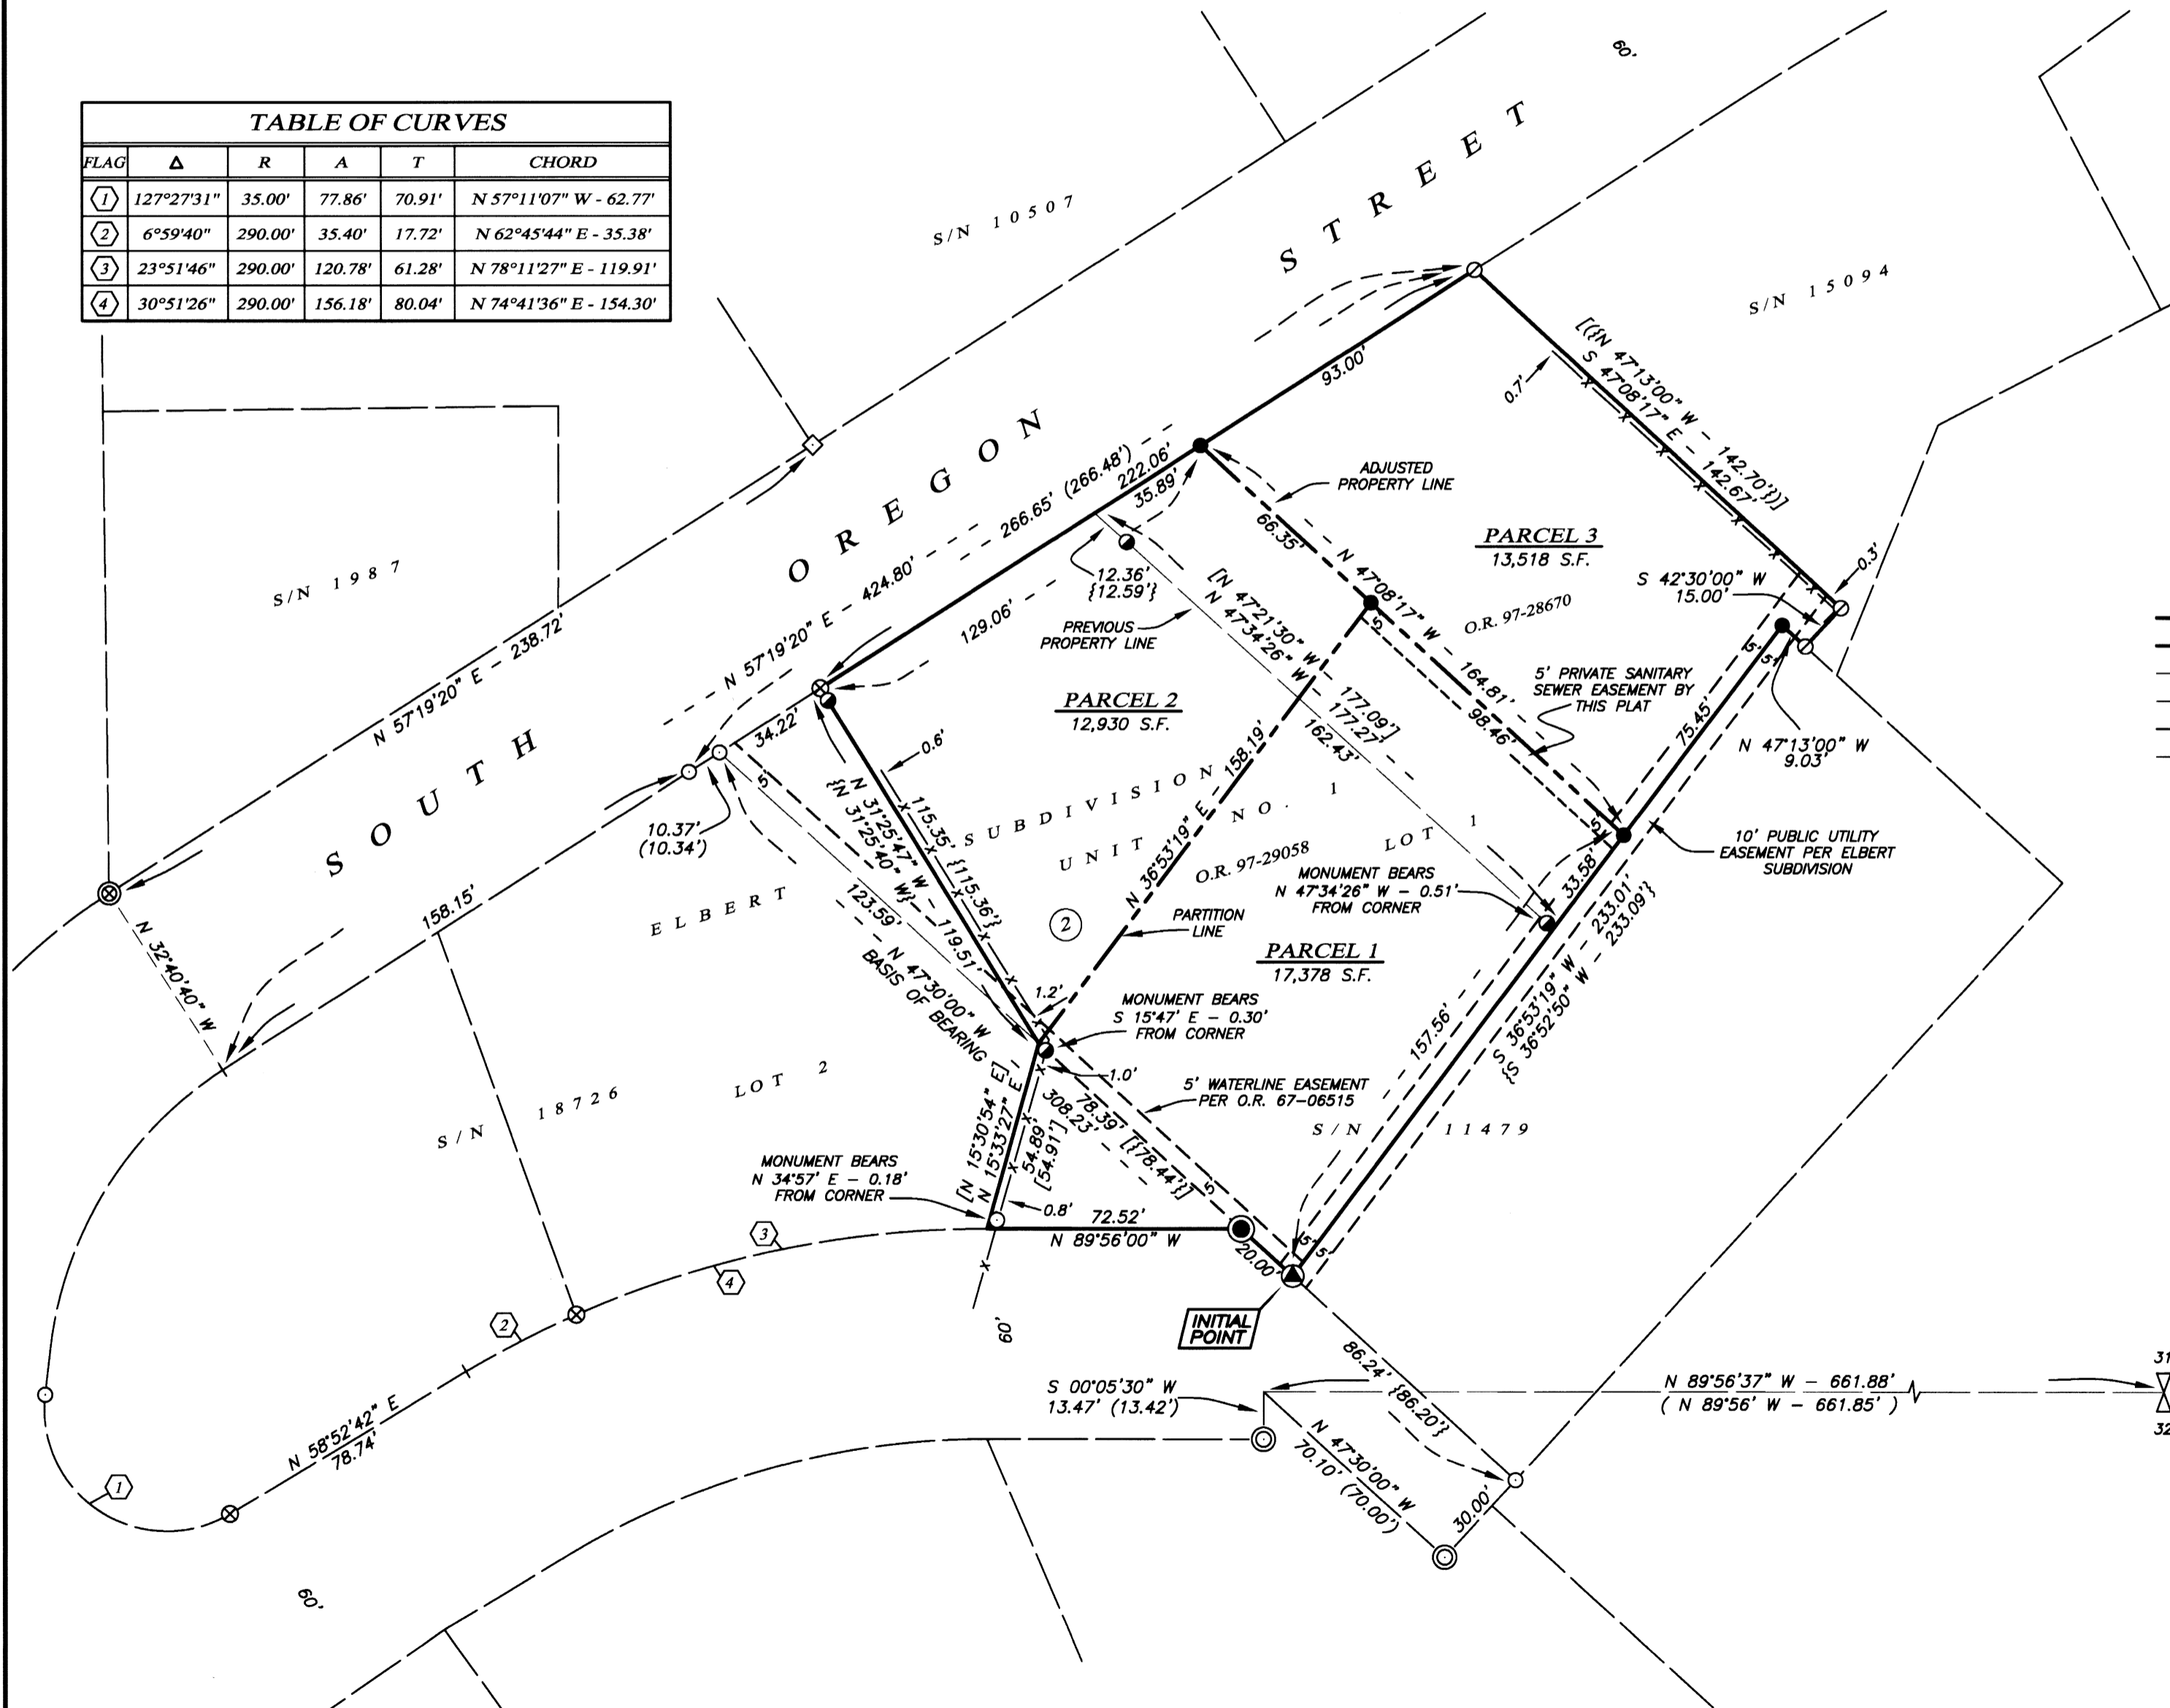 TABLE OF CURVES
FLAG Δ R A T CHORD
1 127°27'31" 35.00' 77.86' 70.91' N 57°11'07" W - 62.77'
2 6°59'40" 290.00' 35.40' 17.72' N 62°45'44" E - 35.38'
3 23°51'46" 290.00' 120.78' 61.28' N 78°11'27" E - 119.91'
4 30°51'26" 290.00' 156.18' 80.04' N 74°41'36" E - 154.30'
60'
S/N 10507
S/N 15094
S/N 1987
SOUTH OREGON STREET
93.00'
0.7'
[({N 47°13'00" W - 142.70'})]
S 47°08'17" E - 142.67'
0.3'
222.06'
35.89'
266.65' (266.48')
N 57°19'20" E - 424.80'
N 57°19'20" E - 238.72'
129.06'
12.36'
{12.59'}
ADJUSTED
PROPERTY LINE
66.35'
PARCEL 3
13,518 S.F.
O.R. 97-28670
S 42°30'00" W
15.00'
N 47°08'17" W - 164.81'
98.46'
5'
5'
5' PRIVATE SANITARY
SEWER EASEMENT BY
THIS PLAT
PREVIOUS
PROPERTY LINE
[N 47°21'30" W 177.09']
N 47°34'26" W 177.27'
162.43'
PARCEL 2
12,930 S.F.
34.22'
5'
0.6'
N 31°25'47" W - 119.51'
{N 31°25'40" W}
115.35' {115.36'}
10.37'
(10.34')
158.15'
N 32°40'40" W
123.59'
N 47°30'00" W
BASIS OF BEARING
ELBERT SUBDIVISION
UNIT NO. 1
O.R. 97-29058
LOT 1
2
N 36°53'19" E - 158.19'
PARTITION
LINE
MONUMENT BEARS
N 47°34'26" W - 0.51'
FROM CORNER
5' 5'
75.45'
N 47°13'00" W
9.03'
10' PUBLIC UTILITY
EASEMENT PER ELBERT
SUBDIVISION
33.58'
S 36°53'19" W - 233.01'
{S 36°52'50" W - 233.09'}
157.56'
PARCEL 1
17,378 S.F.
1.2'
MONUMENT BEARS
S 15°47' E - 0.30'
FROM CORNER
1.0'
5' WATERLINE EASEMENT
PER O.R. 67-06515
S/N 11479
S/N 18726
LOT 2
[N 15°30'54" E]
N 15°33'27" E
54.89'
[54.91']
308.23'
78.39' [{78.44'}]
5'
MONUMENT BEARS
N 34°57' E - 0.18'
FROM CORNER
0.8'
72.52'
N 89°56'00" W
20.00'
5' 5'
INITIAL
POINT
3
4
2
1
60'
S 00°05'30" W
13.47' (13.42')
86.24' {86.20'}
N 89°56'37" W - 661.88'
( N 89°56' W - 661.85' )
31
32
N 47°30'00" W
70.10' (70.00')
30.00'
N 58°52'42" E
78.74'
60'